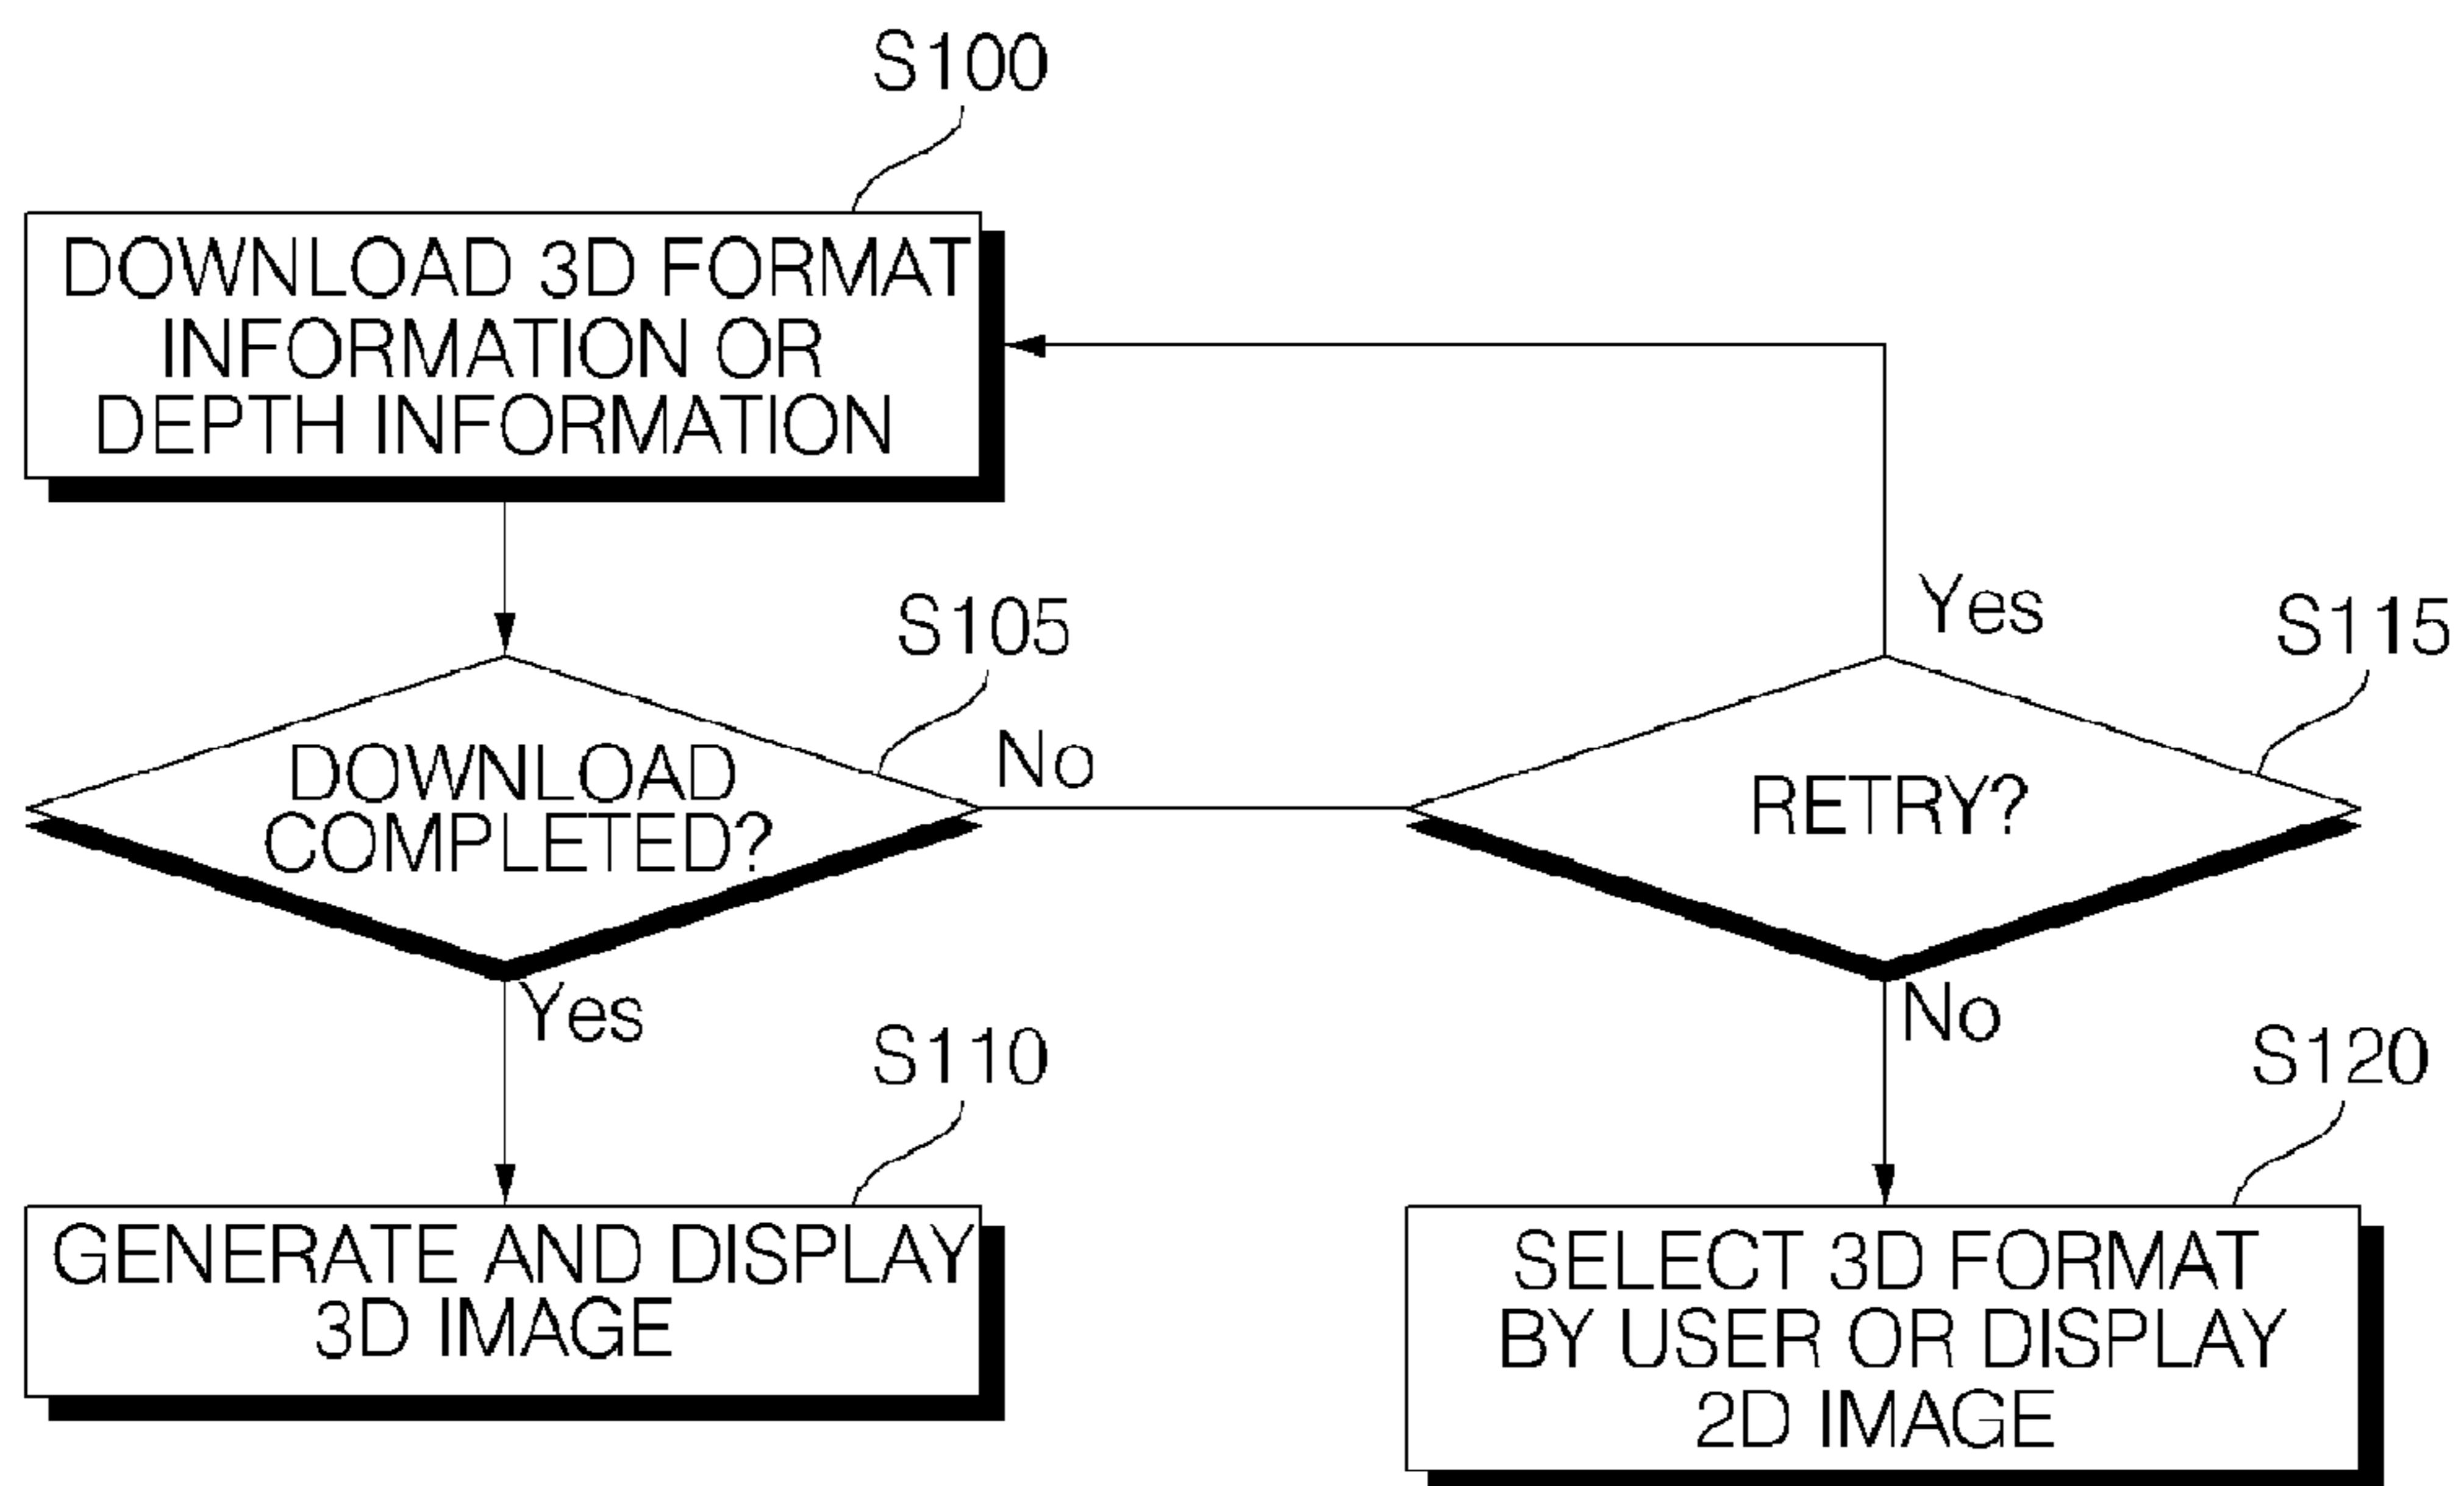 S100
DOWNLOAD 3D FORMAT
INFORMATION OR
DEPTH INFORMATION
S105
DOWNLOAD
COMPLETED?
No
Yes
S115
RETRY?
Yes
No
S110
GENERATE AND DISPLAY
3D IMAGE
S120
SELECT 3D FORMAT
BY USER OR DISPLAY
2D IMAGE